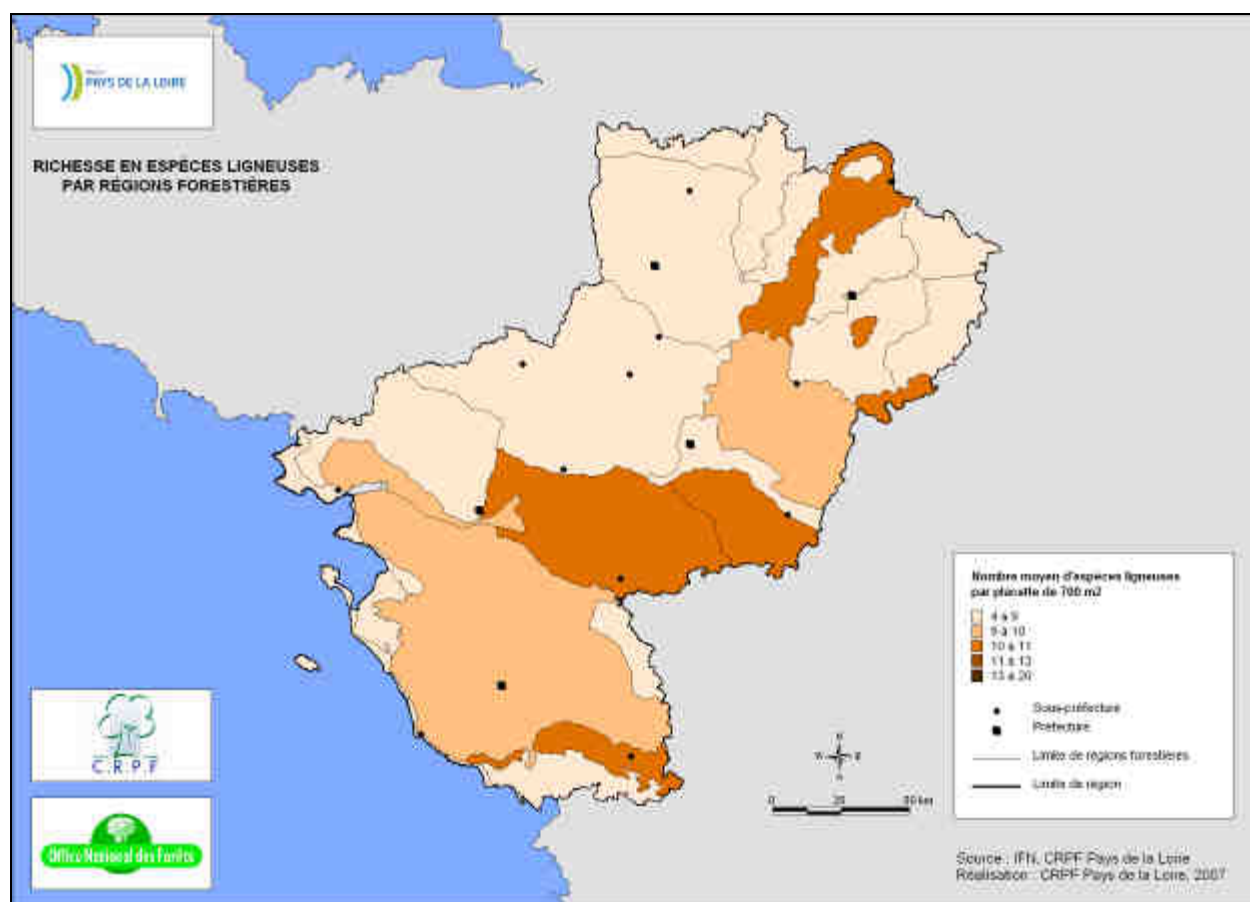 PAYS DE LA LOIRE
RICHESSE EN ESPÈCES LIGNEUSES
PAR RÉGIONS FORESTIÈRES
Nombre moyen d'espèces ligneuses
par placette de 700 m2
4 à 9
9 à 10
10 à 11
11 à 13
13 à 20
Sous-préfecture
Préfecture
Limite de régions forestières
Limite de région
N
W E
S
0 25 50 km
C.R.P.F
Office National des Forêts
Source : IFN, CRPF Pays de la Loire
Réalisation : CRPF Pays de la Loire, 2007